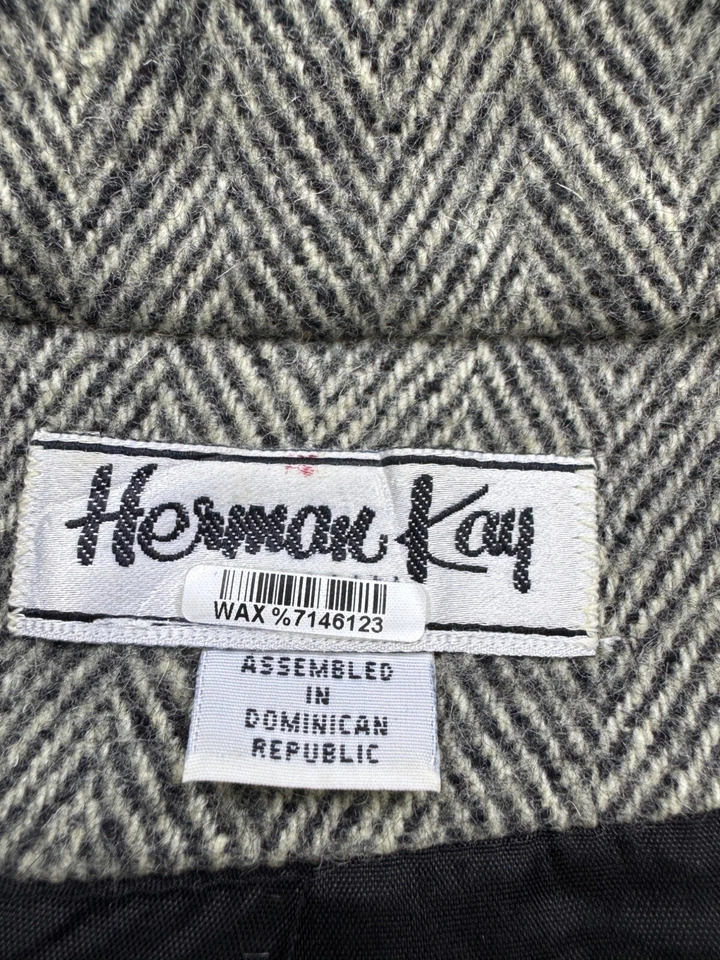 Herman Kay
WAX %7146123
ASSEMBLED
IN
DOMINICAN
REPUBLIC